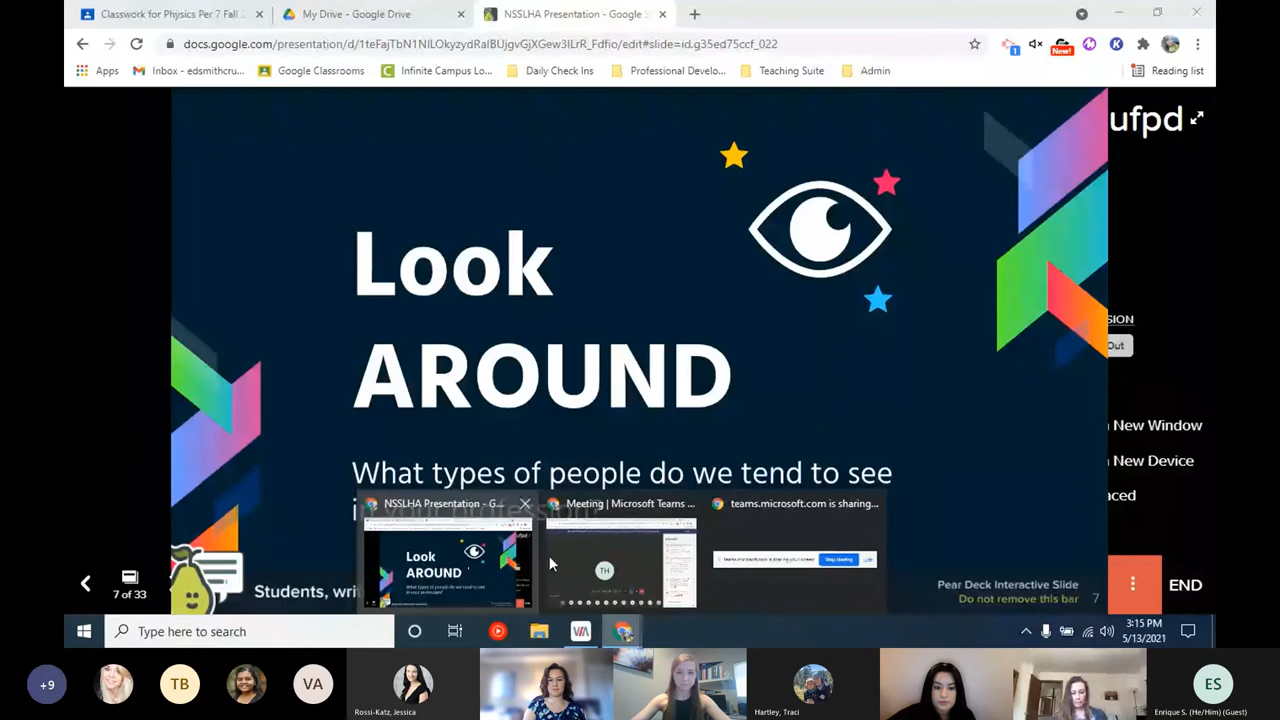 Classwork for Physics Per 7 Fall 2
My Drive - Google Drive
NSSLHA Presentation - Google S
docs.google.com/presentation/d/
edit#slide=id.g35ed75ccf_022
1
New!
Apps
Inbox - edsmithcru...
Google Classrooms
Infinite Campus Lo...
Daily Check Ins
Professional Develo...
Teaching Suite
Admin
Reading list
ufpd
Look
AROUND
SION
Out
New Window
New Device
aced
What types of people do we tend to see
NSSLHA Presentation - G...
Meeting | Microsoft Teams ...
teams.microsoft.com is sharing...
Look
AROUND
TH
Stop sharing
7 of 33
Students, wri
Pear Deck Interactive Slide
Do not remove this bar
7
END
Type here to search
VIA
3:15 PM
5/13/2021
+9
TB
VA
Rossi-Katz, Jessica
Hartley, Traci
ES
Enrique S. (He/Him) (Guest)